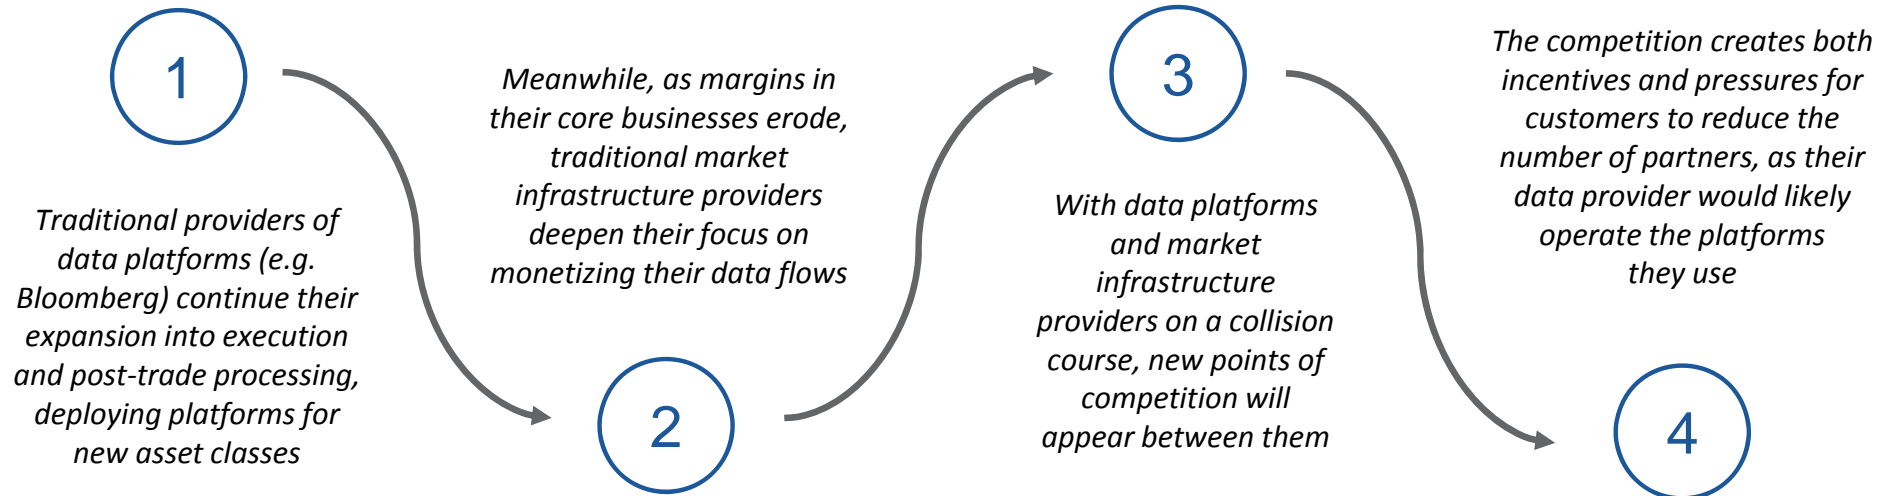 1
Traditional providers of
data platforms (e.g.
Bloomberg) continue their
expansion into execution
and post-trade processing,
deploying platforms for
new asset classes
Meanwhile, as margins in
their core businesses erode,
traditional market
infrastructure providers
deepen their focus on
monetizing their data flows
2
3
With data platforms
and market
infrastructure
providers on a collision
course, new points of
competition will
appear between them
The competition creates both
incentives and pressures for
customers to reduce the
number of partners, as their
data provider would likely
operate the platforms
they use
4